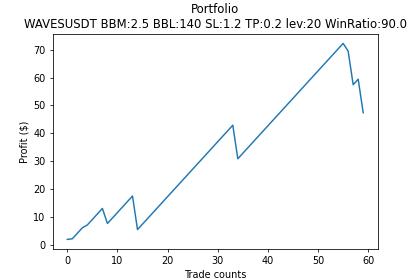 Portfolio
WAVESUSDT BBM:2.5 BBL:140 SL:1.2 TP:0.2 lev:20 WinRatio:90.0
Profit ($)
70
60
50
40
30
20
10
0
0 10 20 30 40 50 60
Trade counts